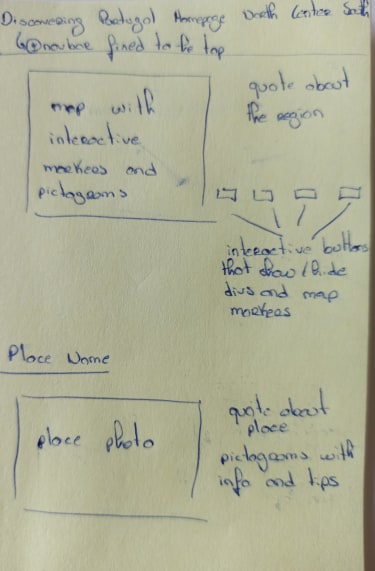 Discovering Portugal Homepage North Center South
navbar fixed to the top
map with
interactive
markers and
pictagrams
quote about
the region
interactive buttons
that show/hide
divs and map
markers
Place Name
place photo
quote about
place
pictagrams with
info and tips